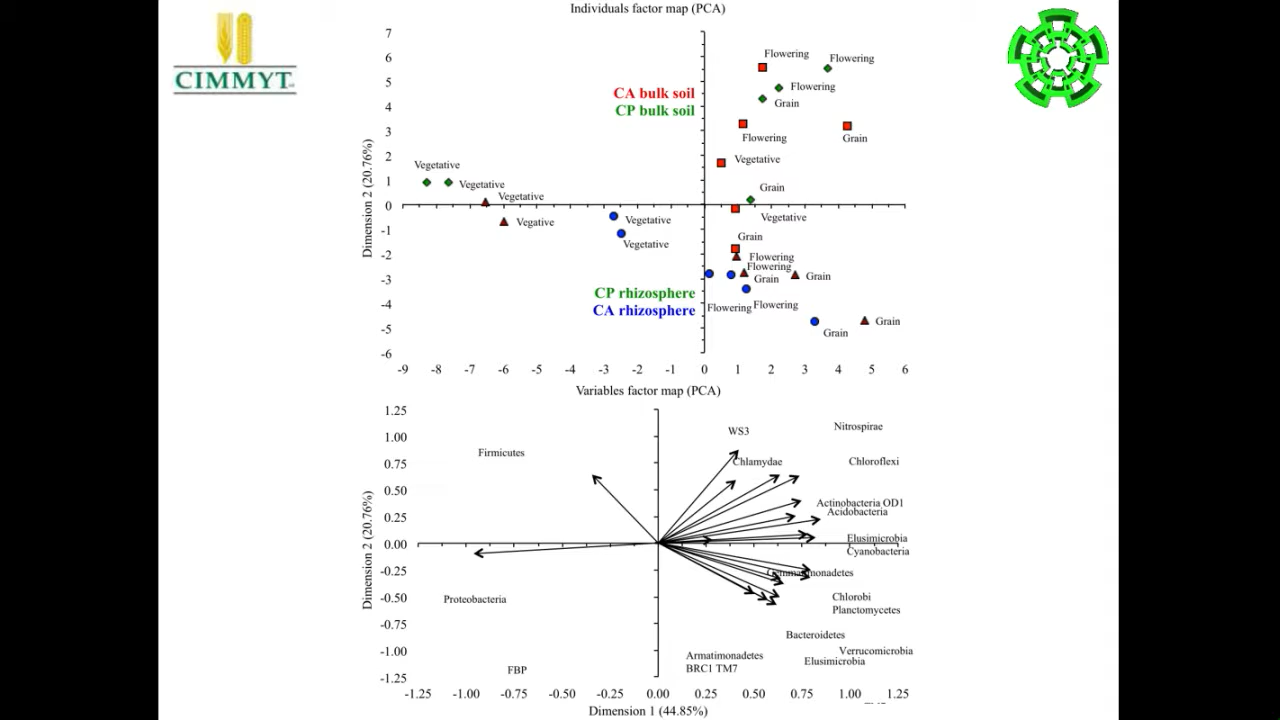 Individuals factor map (PCA)
CIMMYT
7
6
5
4
3
2
1
0
-1
-2
-3
-4
-5
-6
Dimension 2 (20.76%)
CA bulk soil
CP bulk soil
CP rhizosphere
CA rhizosphere
Flowering
Flowering
Flowering
Grain
Flowering
Grain
Vegetative
Vegetative
Vegetative
Vegetative
Grain
Vegative
Vegetative
Vegetative
Vegetative
Grain
Flowering
Flowering
Grain
Grain
Flowering
Flowering
Grain
Grain
-9 -8 -7 -6 -5 -4 -3 -2 -1 0 1 2 3 4 5 6
Variables factor map (PCA)
1.25
1.00
0.75
0.50
0.25
0.00
-0.25
-0.50
-0.75
-1.00
-1.25
Dimension 2 (20.76%)
WS3
Nitrospirae
Firmicutes
Chlamydae
Chloroflexi
Actinobacteria OD1
Acidobacteria
Elusimicrobia
Cyanobacteria
Gemmatimonadetes
Proteobacteria
Chlorobi
Planctomycetes
Bacteroidetes
Verrucomicrobia
Armatimonadetes
Elusimicrobia
FBP
BRC1 TM7
-1.25 -1.00 -0.75 -0.50 -0.25 0.00 0.25 0.50 0.75 1.00 1.25
Dimension 1 (44.85%)